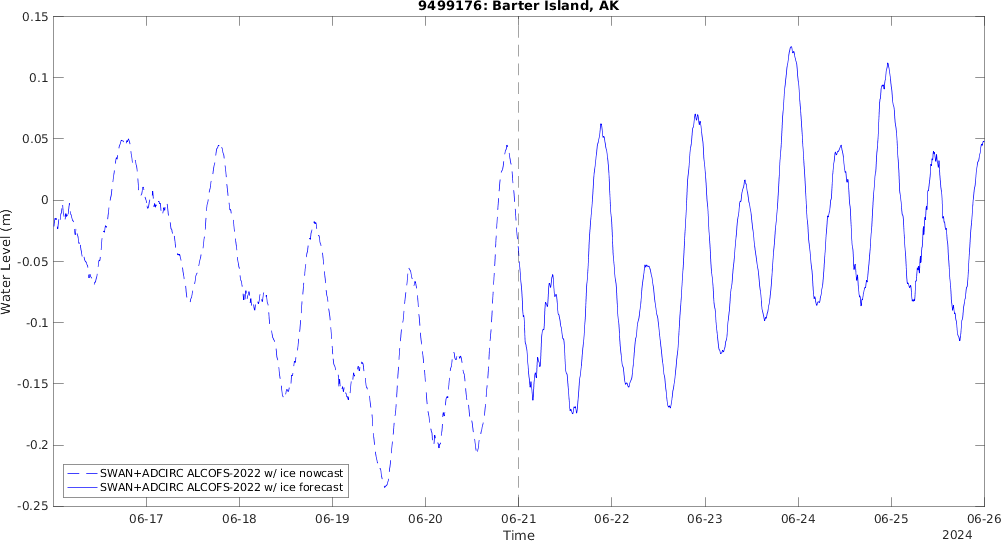 9499176: Barter Island, AK
0.15
0.1
0.05
0
-0.05
-0.1
-0.15
-0.2
-0.25
Water Level (m)
SWAN+ADCIRC ALCOFS-2022 w/ ice nowcast
SWAN+ADCIRC ALCOFS-2022 w/ ice forecast
06-17 06-18 06-19 06-20 06-21 06-22 06-23 06-24 06-25 06-26
Time
2024